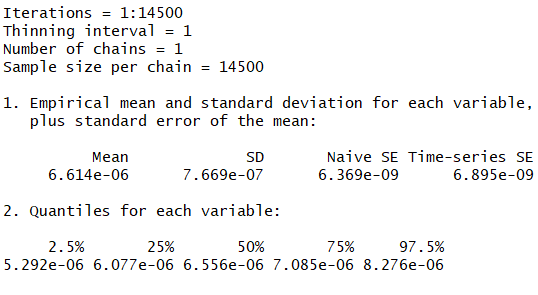 Iterations = 1:14500
Thinning interval = 1
Number of chains = 1
Sample size per chain = 14500
1. Empirical mean and standard deviation for each variable,
plus standard error of the mean:
Mean SD Naive SE Time-series SE
6.614e-06 7.669e-07 6.369e-09 6.895e-09
2. Quantiles for each variable:
2.5% 25% 50% 75% 97.5%
5.292e-06 6.077e-06 6.556e-06 7.085e-06 8.276e-06